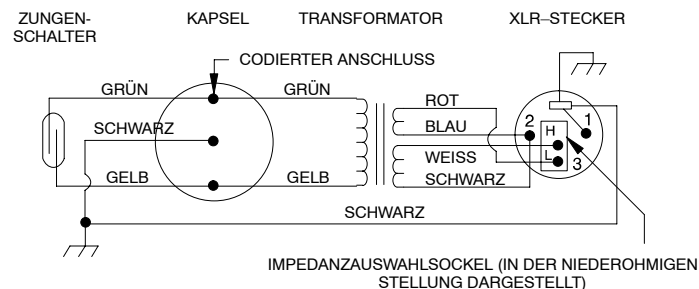 ZUNGEN-
SCHALTER
KAPSEL
TRANSFORMATOR
XLR–STECKER
CODIERTER ANSCHLUSS
GRÜN
GRÜN
ROT
SCHWARZ
BLAU
2
H
1
WEISS
L
3
GELB
GELB
SCHWARZ
SCHWARZ
IMPEDANZAUSWAHLSOCKEL (IN DER NIEDEROHMIGEN
STELLUNG DARGESTELLT)